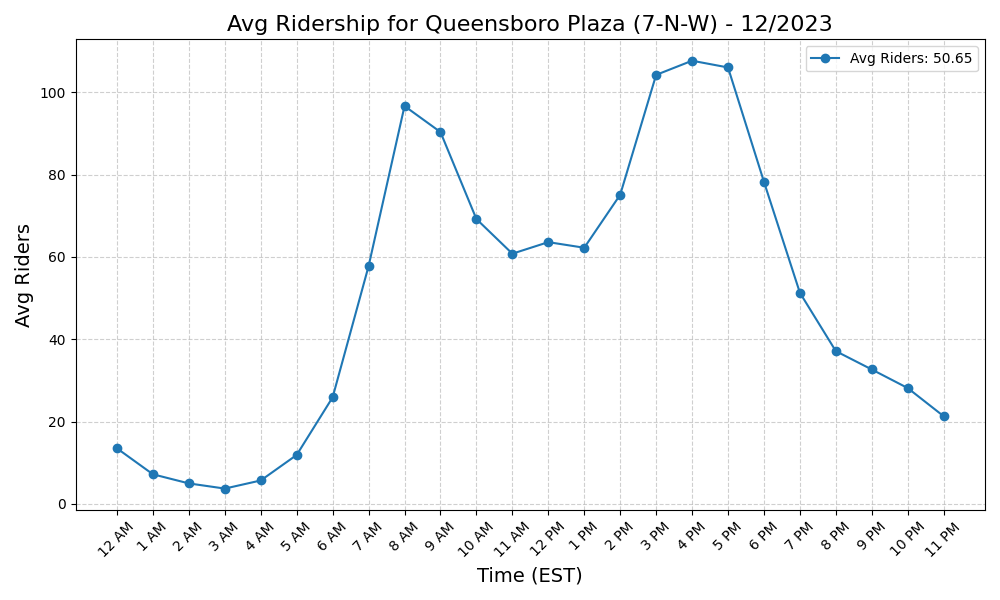 Avg Ridership for Queensboro Plaza (7-N-W) - 12/2023
Avg Riders: 50.65
Avg Riders
100
80
60
40
20
0
12 AM
1 AM
2 AM
3 AM
4 AM
5 AM
6 AM
7 AM
8 AM
9 AM
10 AM
11 AM
12 PM
1 PM
2 PM
3 PM
4 PM
5 PM
6 PM
7 PM
8 PM
9 PM
10 PM
11 PM
Time (EST)